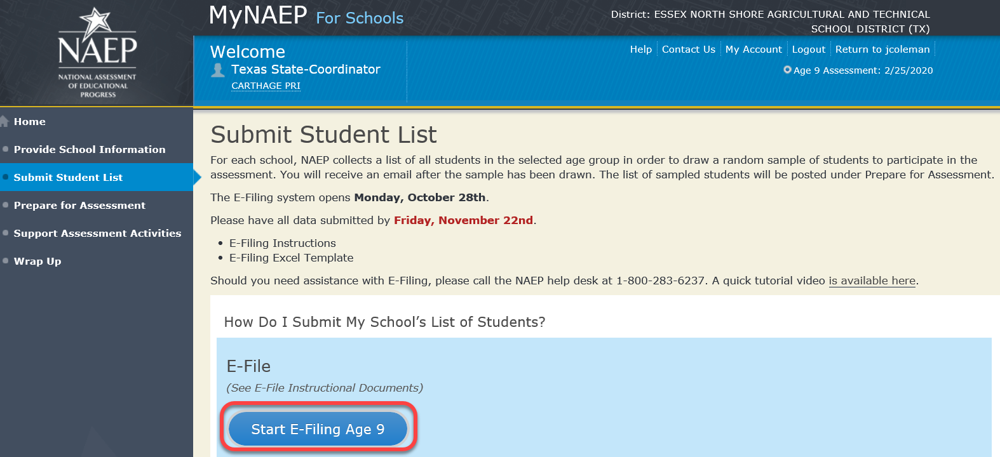 NAEP
NATIONAL ASSESSMENT
OF EDUCATIONAL
PROGRESS
MyNAEP For Schools
District: ESSEX NORTH SHORE AGRICULTURAL AND TECHNICAL
SCHOOL DISTRICT (TX)
Welcome
Texas State-Coordinator
CARTHAGE PRI
Help Contact Us My Account Logout Return to jcoleman
Age 9 Assessment: 2/25/2020
Home
Provide School Information
Submit Student List
Prepare for Assessment
Support Assessment Activities
Wrap Up
Submit Student List
For each school, NAEP collects a list of all students in the selected age group in order to draw a random sample of students to participate in the
assessment. You will receive an email after the sample has been drawn. The list of sampled students will be posted under Prepare for Assessment.
The E-Filing system opens Monday, October 28th.
Please have all data submitted by Friday, November 22nd.
• E-Filing Instructions
• E-Filing Excel Template
Should you need assistance with E-Filing, please call the NAEP help desk at 1-800-283-6237. A quick tutorial video is available here.
How Do I Submit My School’s List of Students?
E-File
(See E-File Instructional Documents)
Start E-Filing Age 9